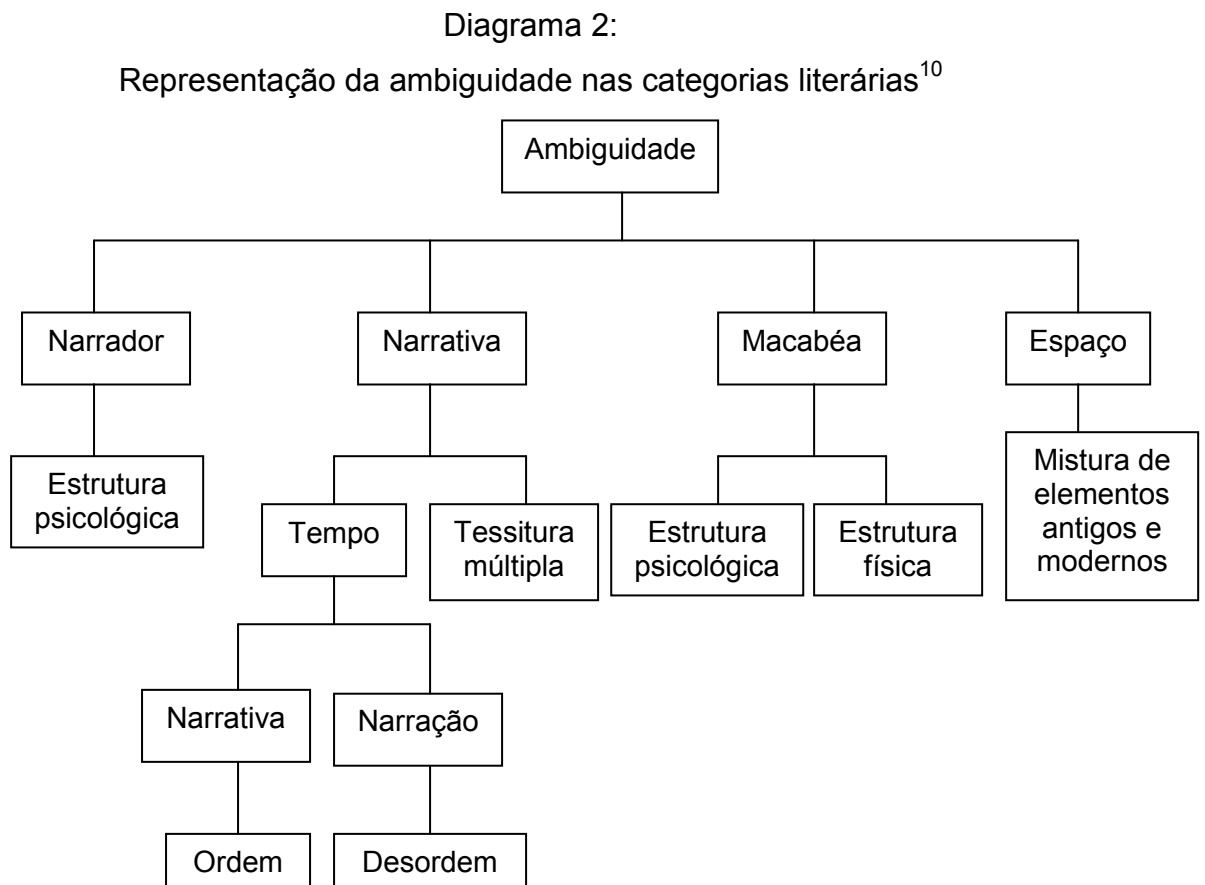 Diagrama 2:
Representação da ambiguidade nas categorias literárias10
Ambiguidade
Narrador
Narrativa
Macabéa
Espaço
Estrutura
psicológica
Tempo
Tessitura
múltipla
Estrutura
psicológica
Estrutura
física
Mistura de
elementos
antigos e
modernos
Narrativa
Narração
Ordem
Desordem